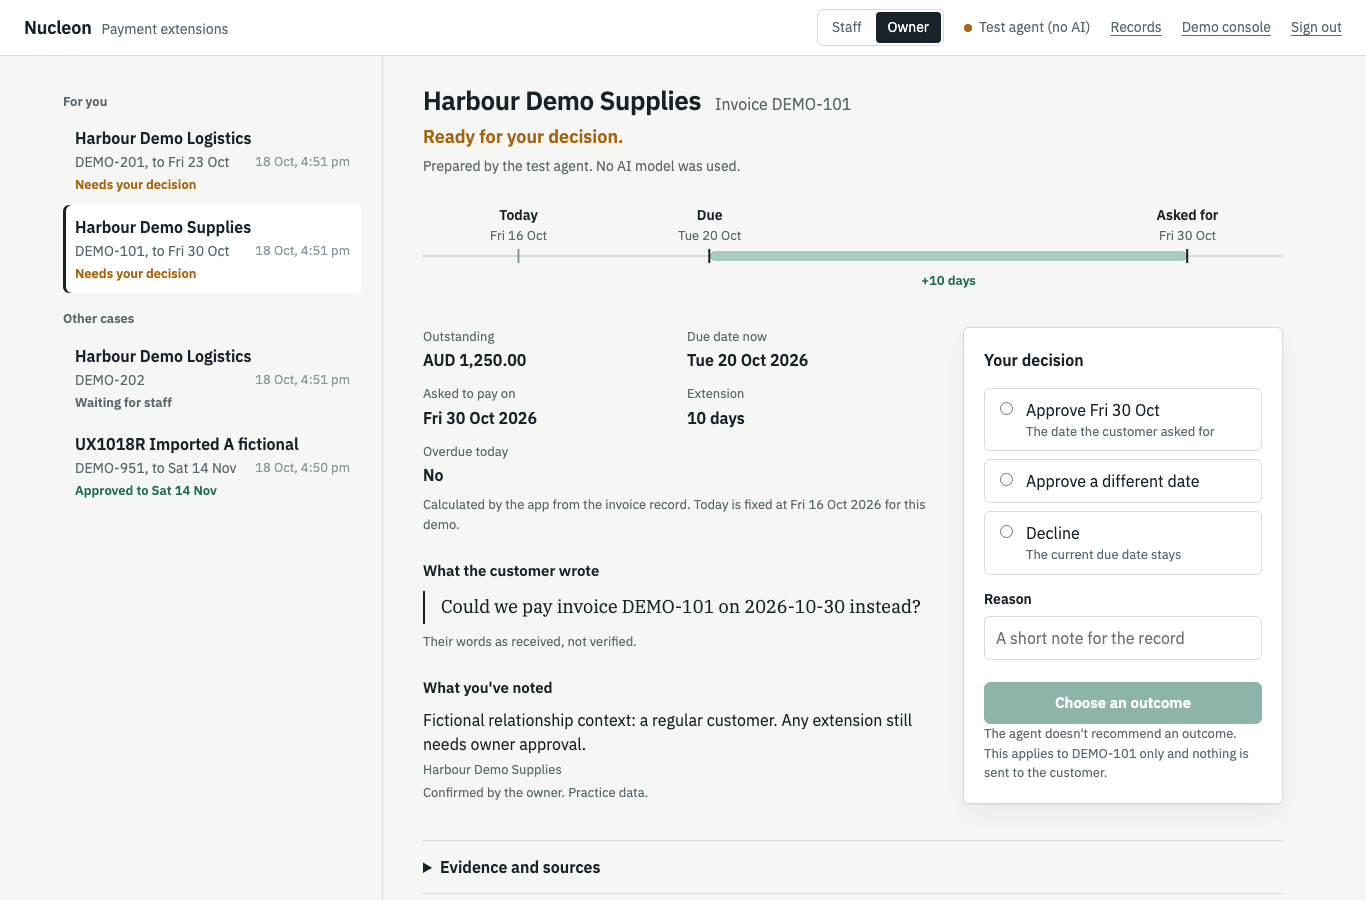 Nucleon Payment extensions
Staff Owner Test agent (no AI) Records Demo console Sign out
For you
Harbour Demo Logistics
DEMO-201, to Fri 23 Oct 18 Oct, 4:51 pm
Needs your decision
Harbour Demo Supplies
DEMO-101, to Fri 30 Oct 18 Oct, 4:51 pm
Needs your decision
Other cases
Harbour Demo Logistics
DEMO-202 18 Oct, 4:51 pm
Waiting for staff
UX1018R Imported A fictional
DEMO-951, to Sat 14 Nov 18 Oct, 4:50 pm
Approved to Sat 14 Nov
Harbour Demo Supplies Invoice DEMO-101
Ready for your decision.
Prepared by the test agent. No AI model was used.
Today Due Asked for
Fri 16 Oct Tue 20 Oct Fri 30 Oct
+10 days
Outstanding Due date now
AUD 1,250.00 Tue 20 Oct 2026
Asked to pay on Extension
Fri 30 Oct 2026 10 days
Overdue today
No
Calculated by the app from the invoice record. Today is fixed at Fri 16 Oct 2026 for this
demo.
What the customer wrote
Could we pay invoice DEMO-101 on 2026-10-30 instead?
Their words as received, not verified.
What you've noted
Fictional relationship context: a regular customer. Any extension still
needs owner approval.
Harbour Demo Supplies
Confirmed by the owner. Practice data.
Your decision
Approve Fri 30 Oct
The date the customer asked for
Approve a different date
Decline
The current due date stays
Reason
A short note for the record
Choose an outcome
The agent doesn't recommend an outcome.
This applies to DEMO-101 only and nothing is
sent to the customer.
Evidence and sources